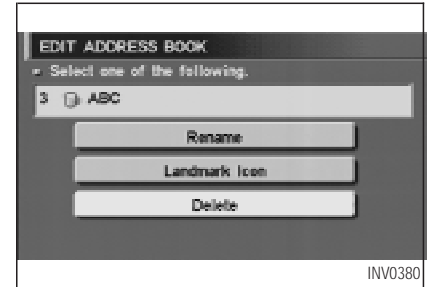 EDIT ADDRESS BOOK
Select one of the following.
3 ABC
Rename
Landmark Icon
Delete
INV0380